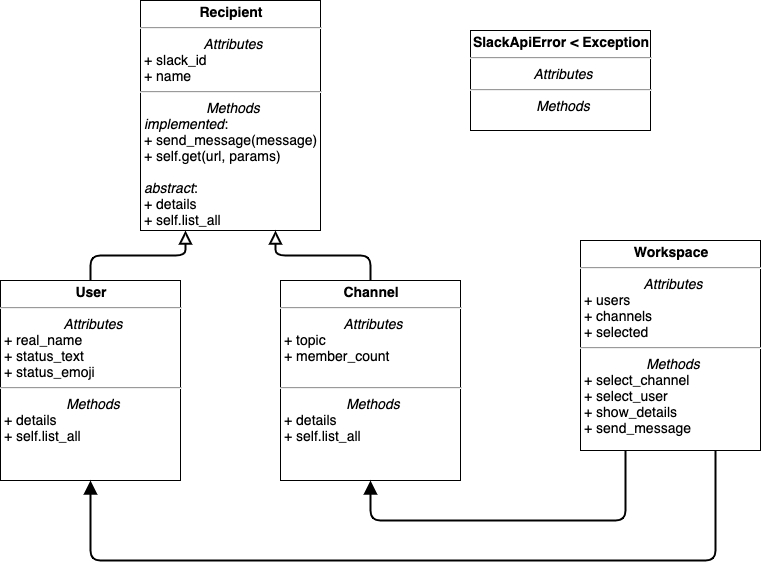 Recipient
Attributes
+ slack_id
+ name
Methods
implemented:
+ send_message(message)
+ self.get(url, params)
abstract:
+ details
+ self.list_all
SlackApiError < Exception
Attributes
Methods
User
Attributes
+ real_name
+ status_text
+ status_emoji
Methods
+ details
+ self.list_all
Channel
Attributes
+ topic
+ member_count
Methods
+ details
+ self.list_all
Workspace
Attributes
+ users
+ channels
+ selected
Methods
+ select_channel
+ select_user
+ show_details
+ send_message